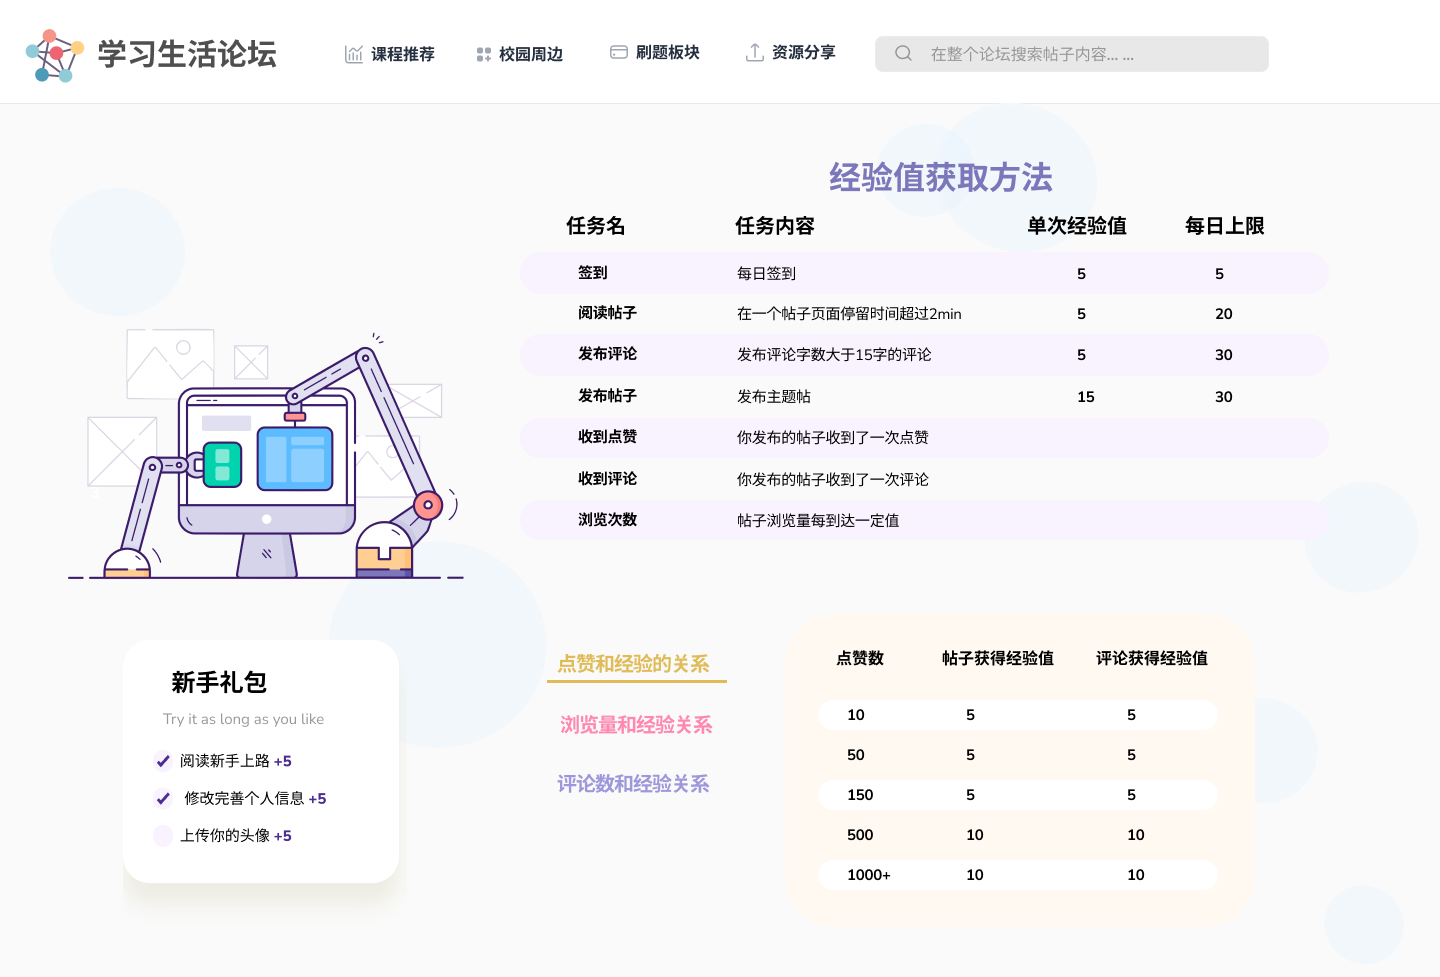 学习生活论坛
课程推荐
校园周边
刷题板块
资源分享
在整个论坛搜索帖子内容... ...
经验值获取方法
任务名 任务内容 单次经验值 每日上限
签到 每日签到 5 5
阅读帖子 在一个帖子页面停留时间超过2min 5 20
发布评论 发布评论字数大于15字的评论 5 30
发布帖子 发布主题帖 15 30
收到点赞 你发布的帖子收到了一次点赞
收到评论 你发布的帖子收到了一次评论
浏览次数 帖子浏览量每到达一定值
新手礼包
Try it as long as you like
阅读新手上路 +5
修改完善个人信息 +5
上传你的头像 +5
点赞和经验的关系
浏览量和经验关系
评论数和经验关系
点赞数 帖子获得经验值 评论获得经验值
10 5 5
50 5 5
150 5 5
500 10 10
1000+ 10 10